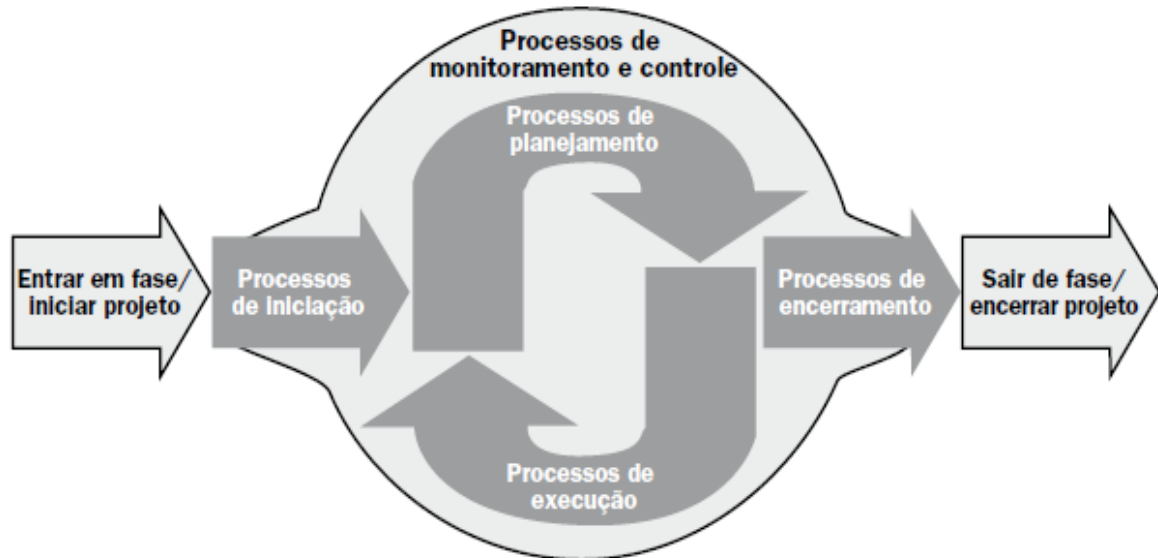 Processos de
monitoramento e controle
Processos de
planejamento
Entrar em fase/
iniciar projeto
Processos
de iniciação
Processos de
encerramento
Sair de fase/
encerrar projeto
Processos de
execução